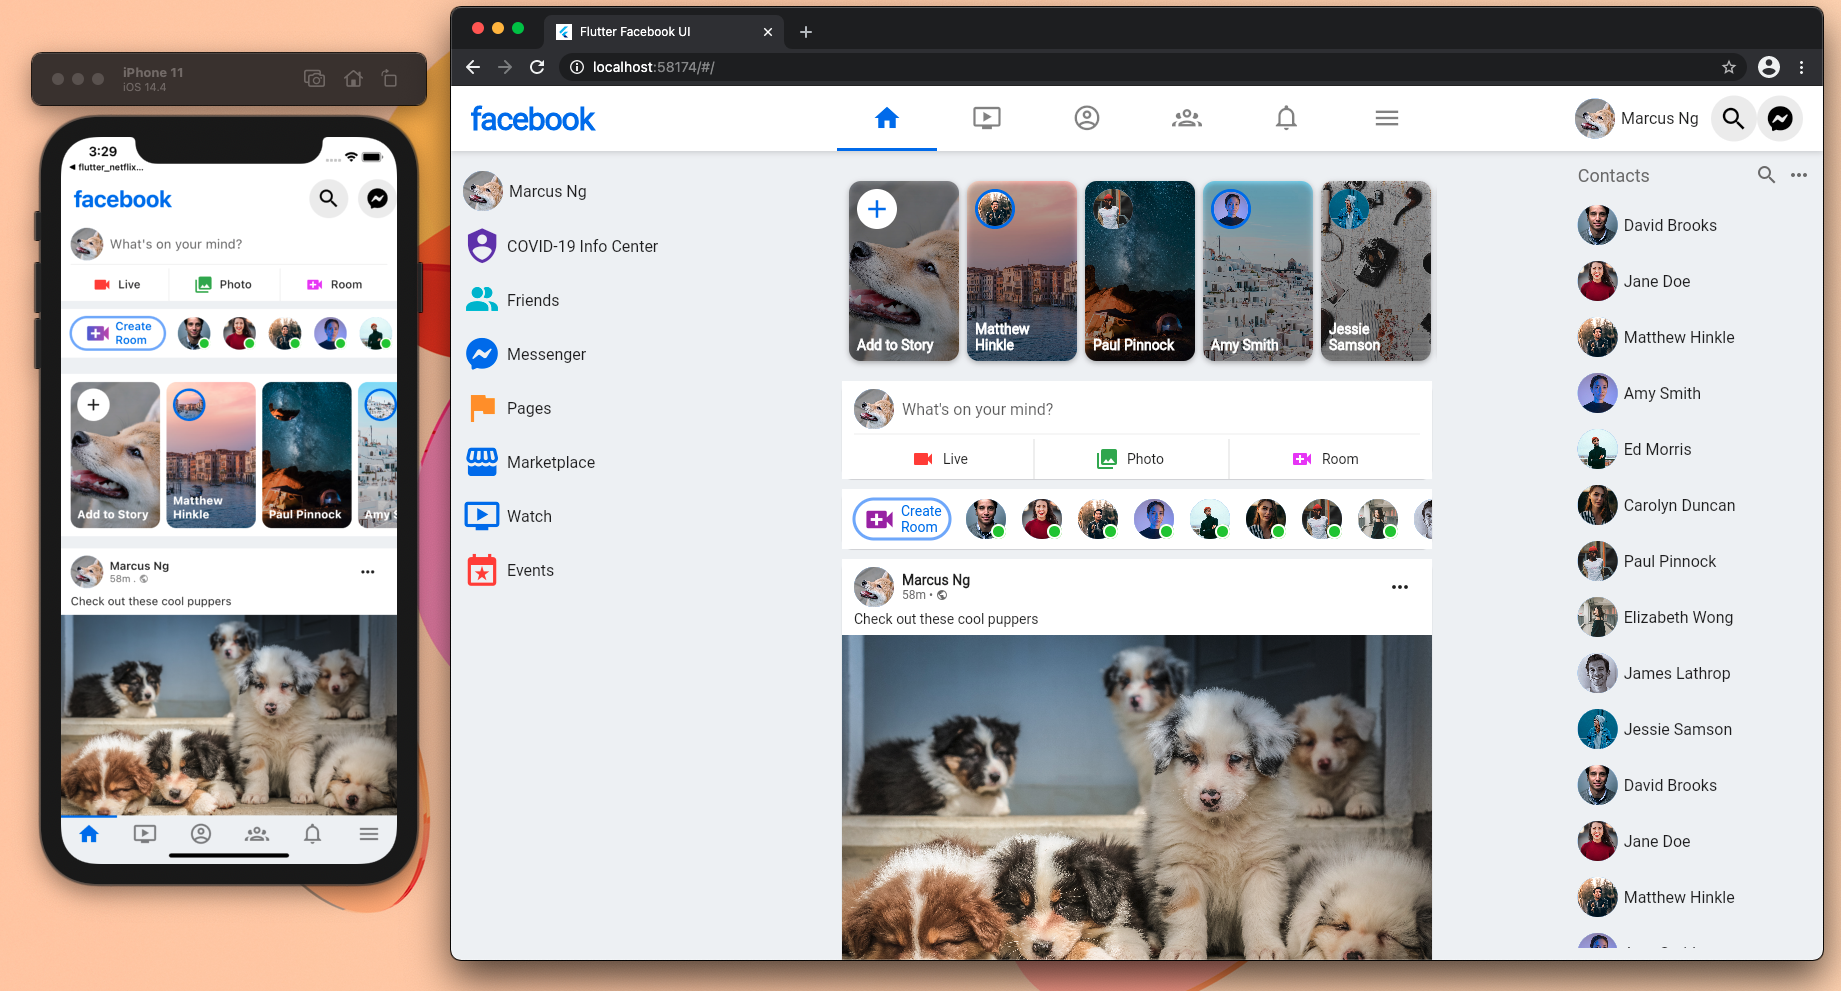 iPhone 11
iOS 14.4
3:29
flutter_netflix...
facebook
What's on your mind?
Live
Photo
Room
Create
Room
Add to Story
Matthew
Hinkle
Paul Pinnock
Amy S
Marcus Ng
58m .
Check out these cool puppers
Flutter Facebook UI
localhost:58174/#/
facebook
Marcus Ng
Marcus Ng
COVID-19 Info Center
Friends
Messenger
Pages
Marketplace
Watch
Events
Add to Story
Matthew
Hinkle
Paul Pinnock
Amy Smith
Jessie
Samson
What's on your mind?
Live
Photo
Room
Create
Room
Marcus Ng
58m •
Check out these cool puppers
Contacts
David Brooks
Jane Doe
Matthew Hinkle
Amy Smith
Ed Morris
Carolyn Duncan
Paul Pinnock
Elizabeth Wong
James Lathrop
Jessie Samson
David Brooks
Jane Doe
Matthew Hinkle